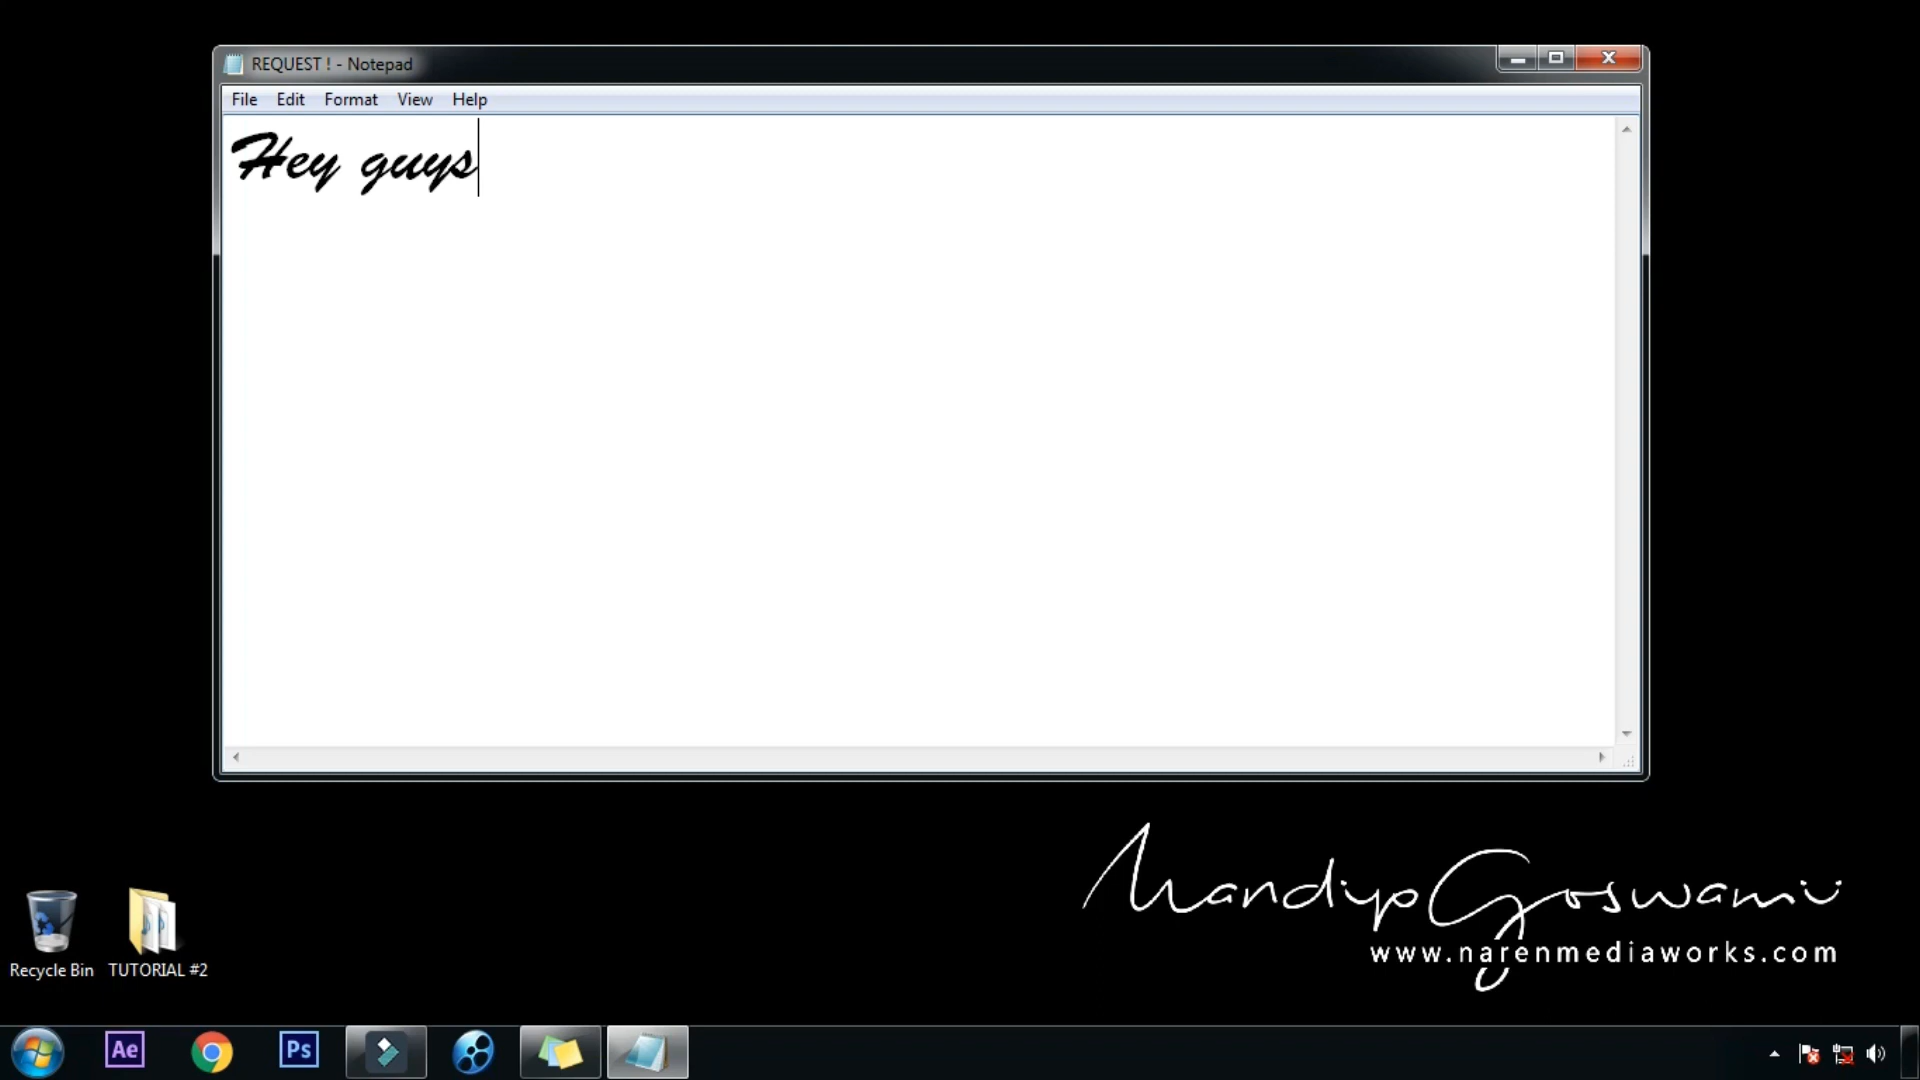 REQUEST ! - Notepad
File Edit Format View Help
Hey guys
Mandip Goswami
www.narenmediaworks.com
Recycle Bin
TUTORIAL #2
Ae
Ps